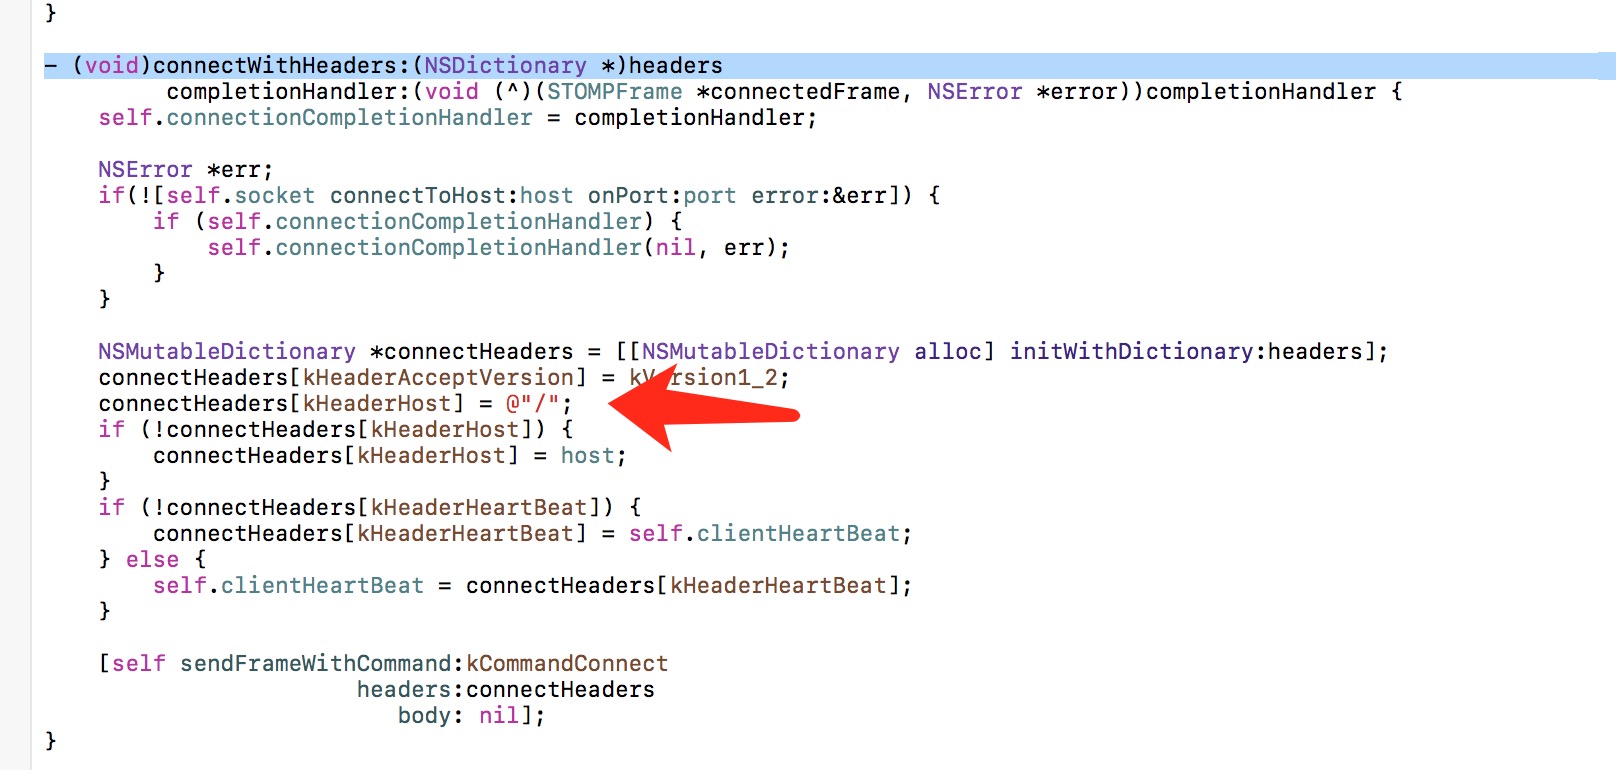 }
- (void)connectWithHeaders:(NSDictionary *)headers
completionHandler:(void (^)(STOMPFrame *connectedFrame, NSError *error))completionHandler {
self.connectionCompletionHandler = completionHandler;
NSError *err;
if(![self.socket connectToHost:host onPort:port error:&err]) {
if (self.connectionCompletionHandler) {
self.connectionCompletionHandler(nil, err);
}
}
NSMutableDictionary *connectHeaders = [[NSMutableDictionary alloc] initWithDictionary:headers];
connectHeaders[kHeaderAcceptVersion] = kVersion1_2;
connectHeaders[kHeaderHost] = @"/";
if (!connectHeaders[kHeaderHost]) {
connectHeaders[kHeaderHost] = host;
}
if (!connectHeaders[kHeaderHeartBeat]) {
connectHeaders[kHeaderHeartBeat] = self.clientHeartBeat;
} else {
self.clientHeartBeat = connectHeaders[kHeaderHeartBeat];
}
[self sendFrameWithCommand:kCommandConnect
headers:connectHeaders
body: nil];
}